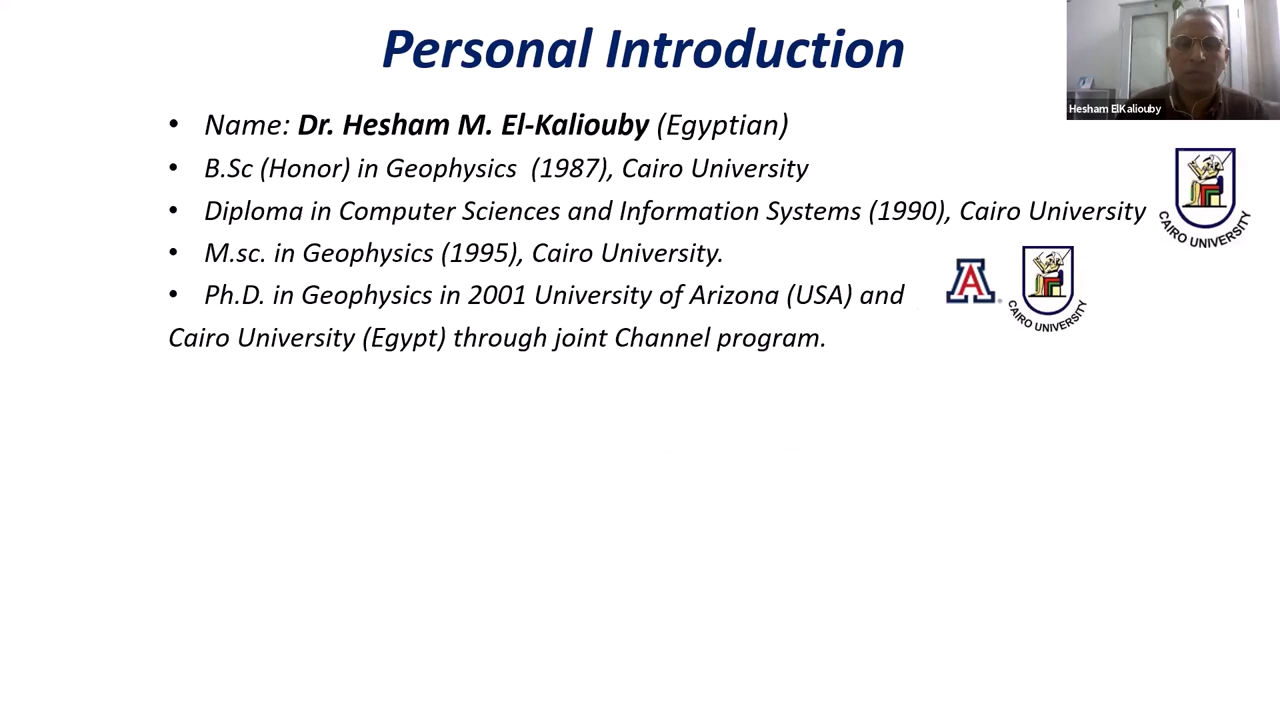 Personal Introduction
Hesham ElKaliouby
• Name: Dr. Hesham M. El-Kaliouby (Egyptian)
• B.Sc (Honor) in Geophysics (1987), Cairo University
• Diploma in Computer Sciences and Information Systems (1990), Cairo University
CAIRO UNIVERSITY
• M.sc. in Geophysics (1995), Cairo University.
• Ph.D. in Geophysics in 2001 University of Arizona (USA) and
A
CAIRO UNIVERSITY
Cairo University (Egypt) through joint Channel program.